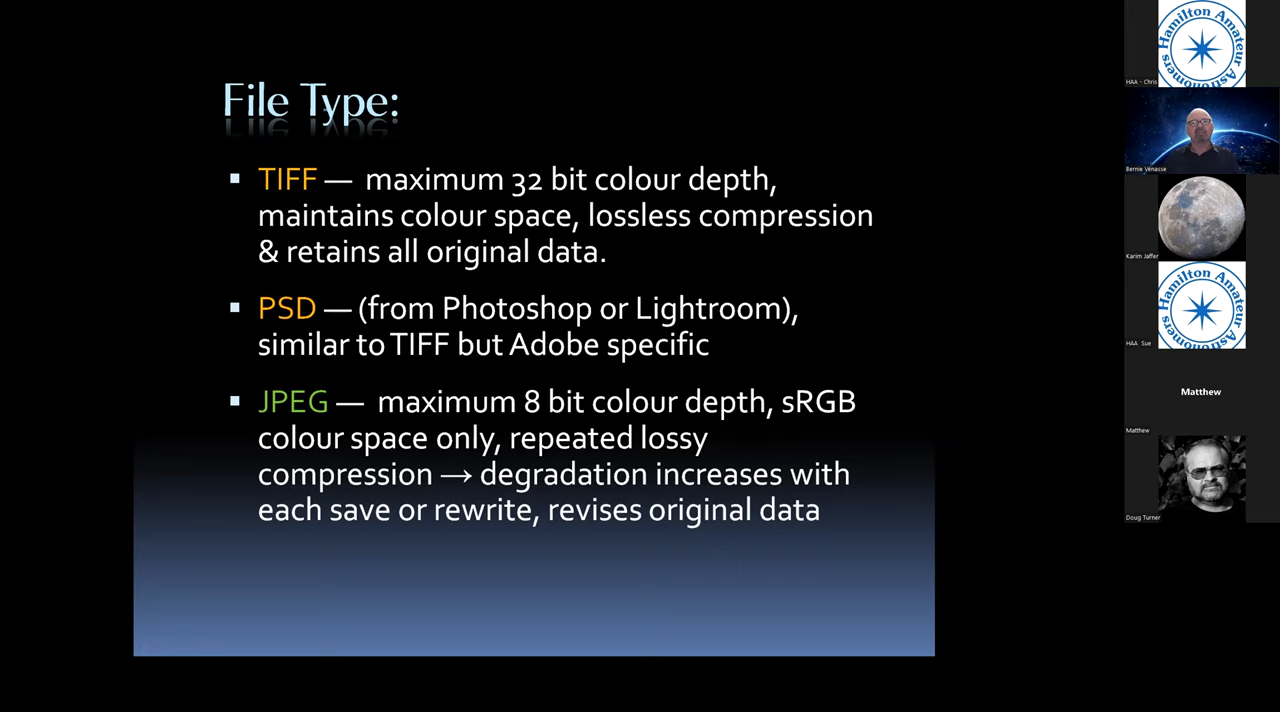 File Type:
TIFF — maximum 32 bit colour depth,
maintains colour space, lossless compression
& retains all original data.
PSD — (from Photoshop or Lightroom),
similar to TIFF but Adobe specific
JPEG — maximum 8 bit colour depth, sRGB
colour space only, repeated lossy
compression → degradation increases with
each save or rewrite, revises original data
Hamilton Amateur Astronomers
HAA - Chris
Bernie Venasse
Karim Jaffer
Hamilton Amateur Astronomers
HAA Sue
Matthew
Matthew
Doug Turner